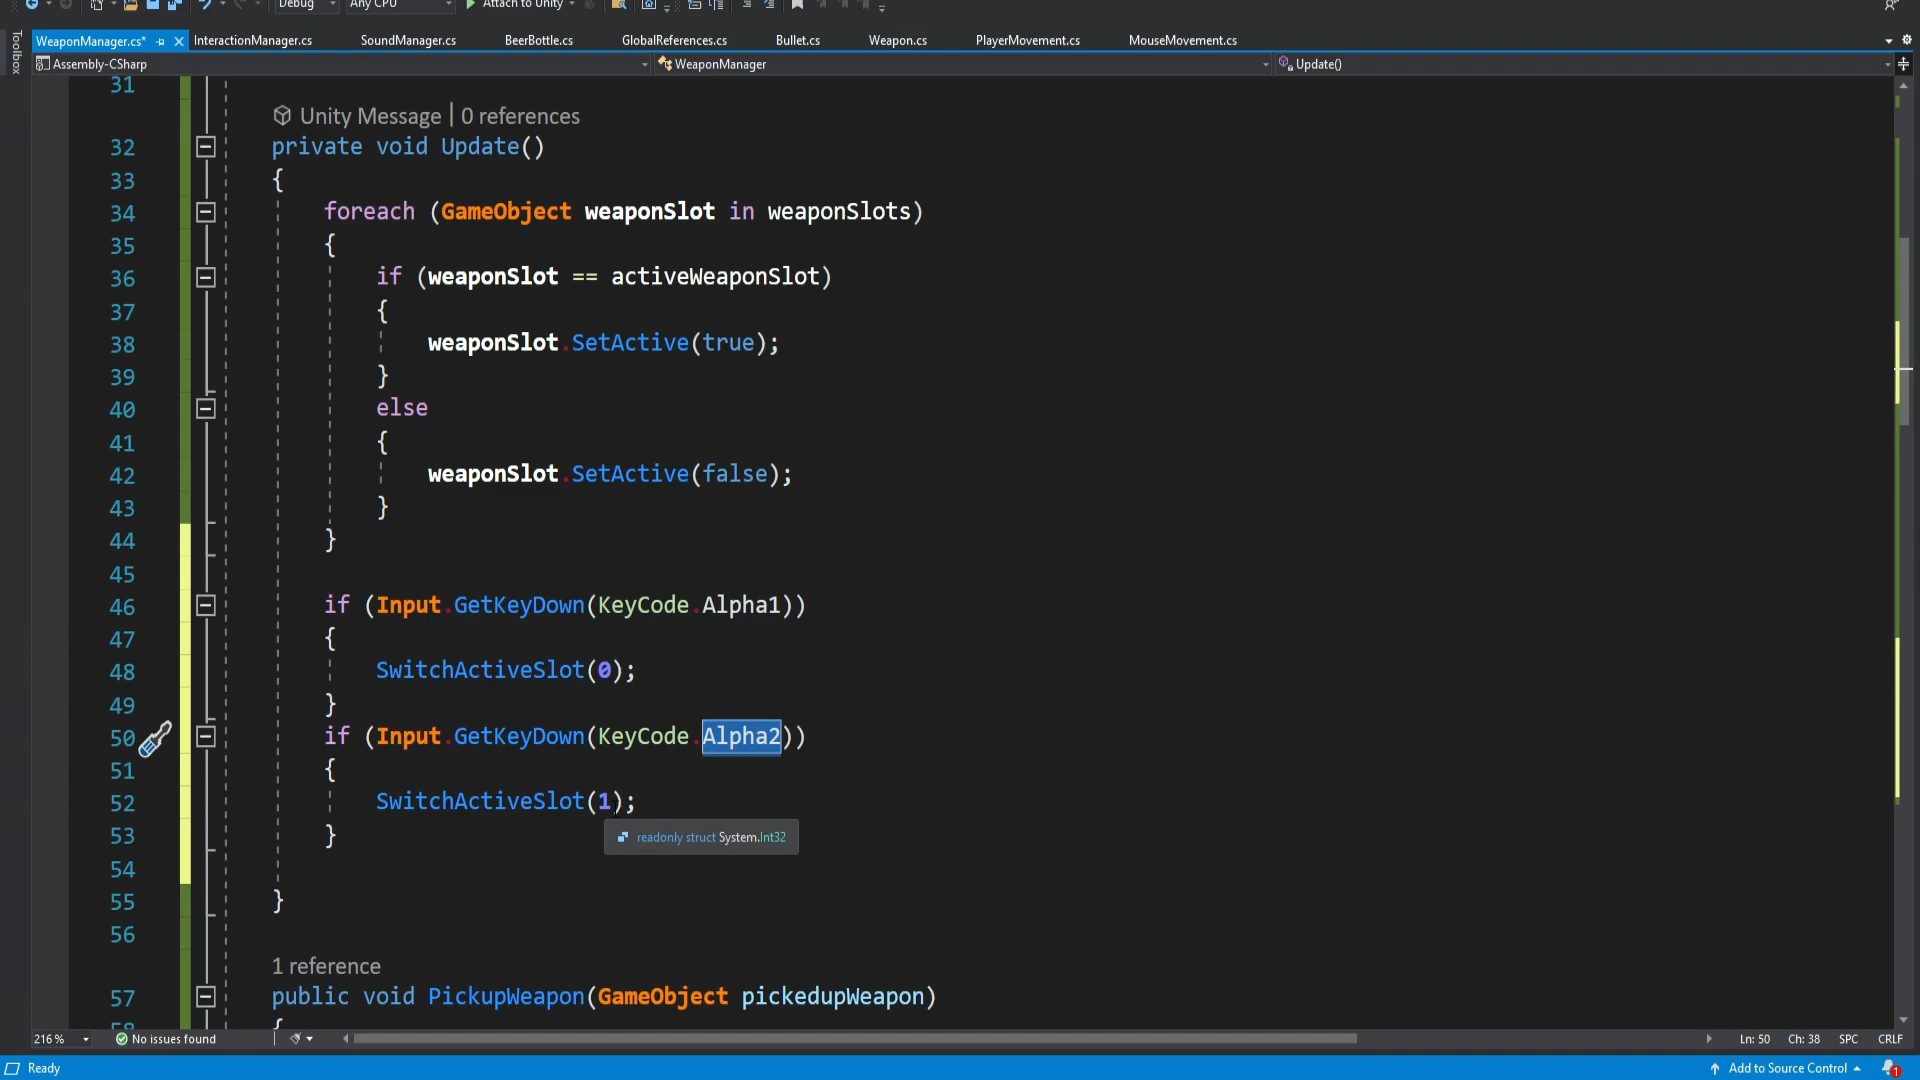 Debug
Any CPU
Attach to Unity
WeaponManager.cs*
InteractionManager.cs
SoundManager.cs
BeerBottle.cs
GlobalReferences.cs
Bullet.cs
Weapon.cs
PlayerMovement.cs
MouseMovement.cs
Toolbox
Assembly-CSharp
WeaponManager
Update()
31
Unity Message | 0 references
32 private void Update()
33 {
34 foreach (GameObject weaponSlot in weaponSlots)
35 {
36 if (weaponSlot == activeWeaponSlot)
37 {
38 weaponSlot.SetActive(true);
39 }
40 else
41 {
42 weaponSlot.SetActive(false);
43 }
44 }
45
46 if (Input.GetKeyDown(KeyCode.Alpha1))
47 {
48 SwitchActiveSlot(0);
49 }
50 if (Input.GetKeyDown(KeyCode.Alpha2))
51 {
52 SwitchActiveSlot(1);
readonly struct System.Int32
53 }
54
55 }
56
1 reference
57 public void PickupWeapon(GameObject pickedupWeapon)
58 {
216 %
No issues found
Ln: 50
Ch: 38
SPC
CRLF
Ready
Add to Source Control
1